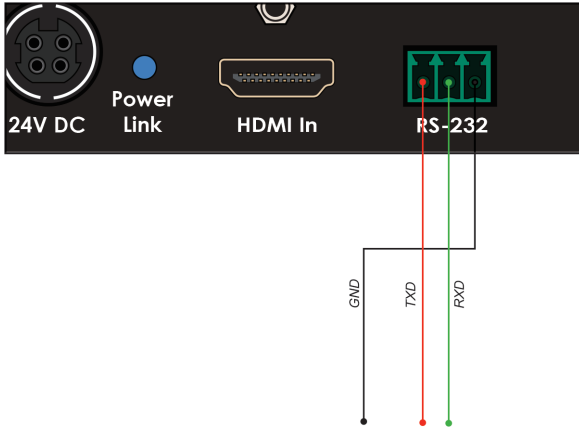 24V DC
Power
Link
HDMI In
RS-232
GND
TXD
RXD